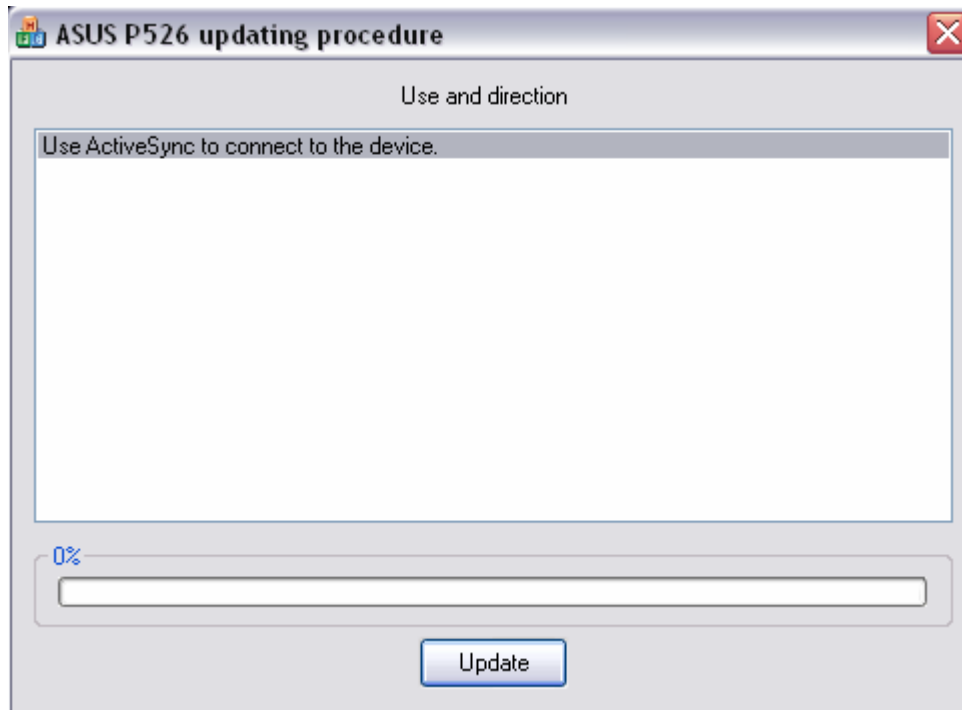 ASUS P526 updating procedure
Use and direction
Use ActiveSync to connect to the device.
0%
Update